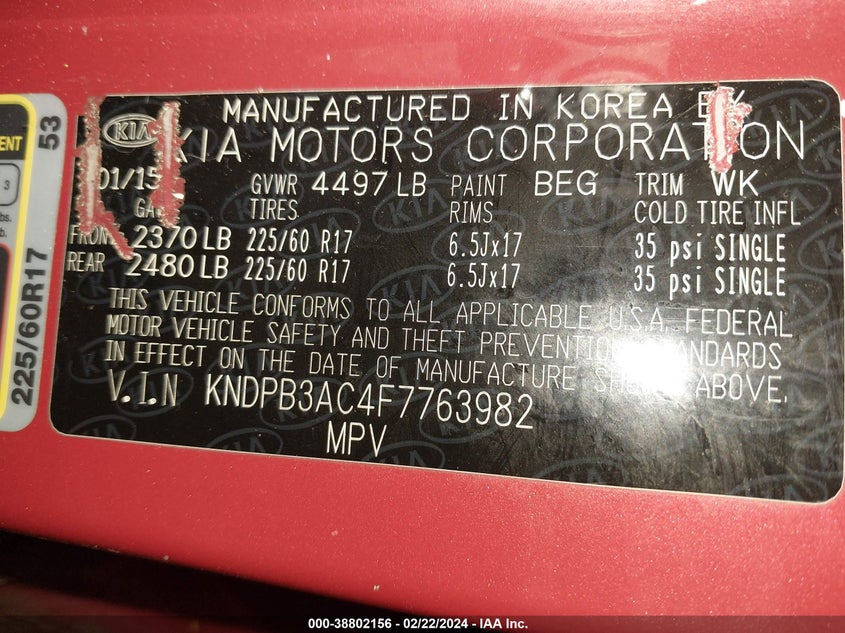 MANUFACTURED IN KOREA BY
KIA MOTORS CORPORATION
01/15 GVWR 4497 LB PAINT BEG TRIM WK
TIRES RIMS COLD TIRE INFL
FRONT 2370 LB 225/60 R17 6.5Jx17 35 psi SINGLE
REAR 2480 LB 225/60 R17 6.5Jx17 35 psi SINGLE
THIS VEHICLE CONFORMS TO ALL APPLICABLE U.S.A. FEDERAL
MOTOR VEHICLE SAFETY AND THEFT PREVENTION STANDARDS
IN EFFECT ON THE DATE OF MANUFACTURE SHOWN ABOVE.
V.I.N KNDPB3AC4F7763982
MPV
KIA
225/60R17 53
3
000-38802156 - 02/22/2024 - IAA Inc.